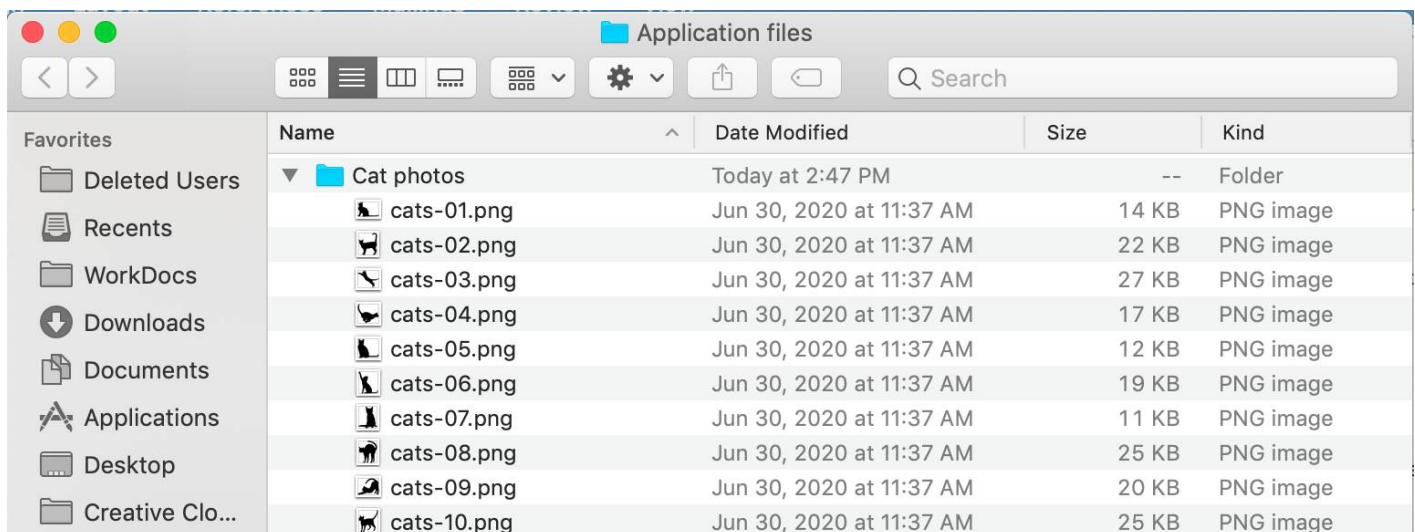 Application files
Search
Favorites
Deleted Users
Recents
WorkDocs
Downloads
Documents
Applications
Desktop
Creative Clo...
Name Date Modified Size Kind
Cat photos Today at 2:47 PM -- Folder
cats-01.png Jun 30, 2020 at 11:37 AM 14 KB PNG image
cats-02.png Jun 30, 2020 at 11:37 AM 22 KB PNG image
cats-03.png Jun 30, 2020 at 11:37 AM 27 KB PNG image
cats-04.png Jun 30, 2020 at 11:37 AM 17 KB PNG image
cats-05.png Jun 30, 2020 at 11:37 AM 12 KB PNG image
cats-06.png Jun 30, 2020 at 11:37 AM 19 KB PNG image
cats-07.png Jun 30, 2020 at 11:37 AM 11 KB PNG image
cats-08.png Jun 30, 2020 at 11:37 AM 25 KB PNG image
cats-09.png Jun 30, 2020 at 11:37 AM 20 KB PNG image
cats-10.png Jun 30, 2020 at 11:37 AM 25 KB PNG image